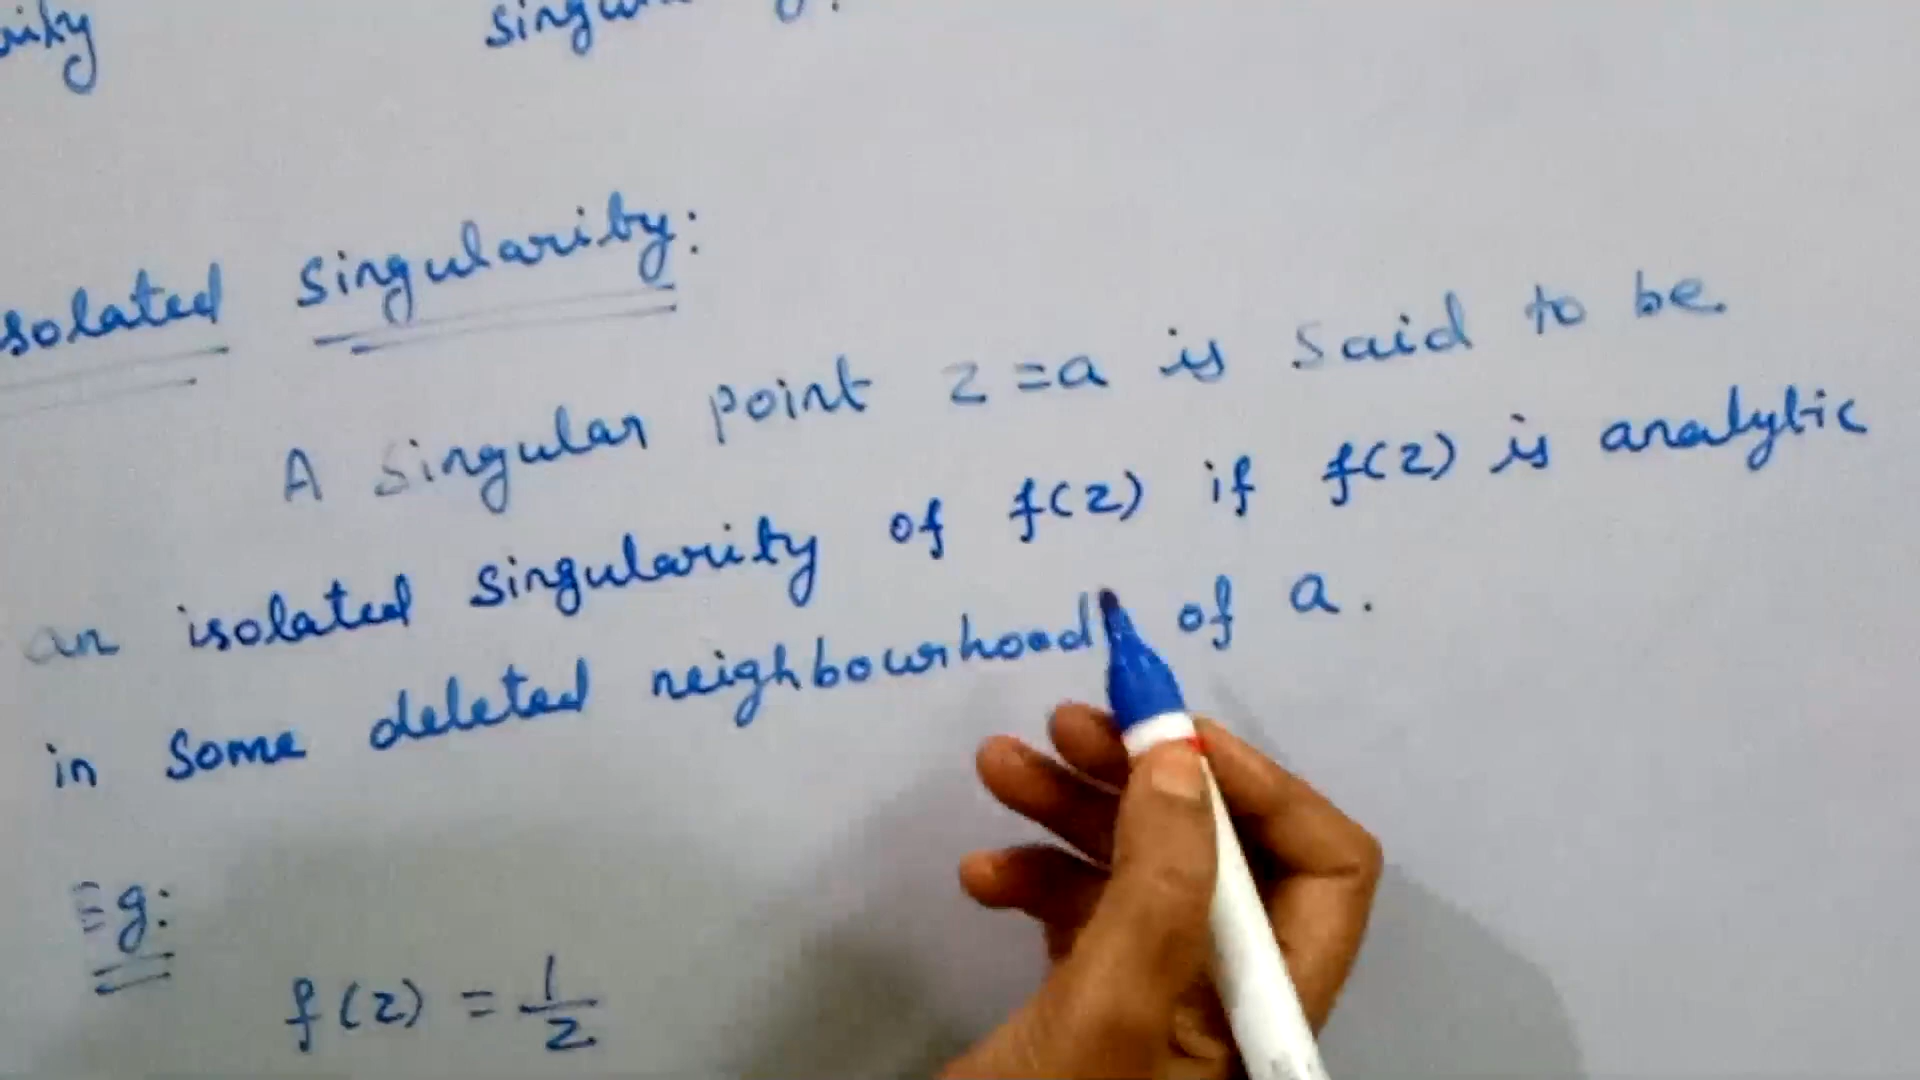 singularity:
solated Singularity:
A singular point z=a is said to be
an isolated singularity of f(z) if f(z) is analytic
in some deleted neighbourhood of a.
Eg:
f(z) = 1/z